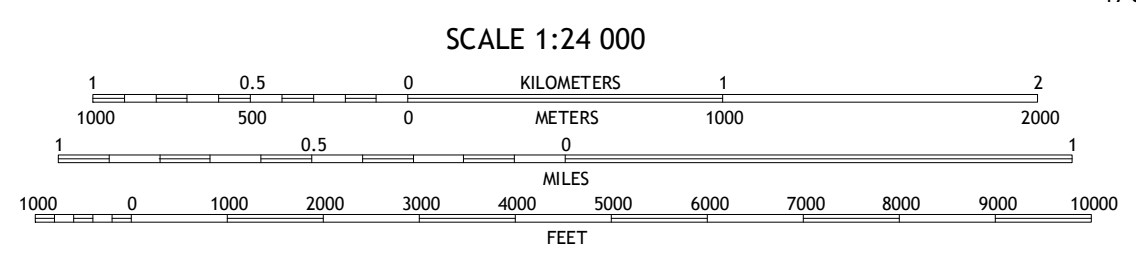 SCALE 1:24 000
1 0.5 0 KILOMETERS 1 2
1000 500 0 METERS 1000 2000
1 0.5 0 1
MILES
1000 0 1000 2000 3000 4000 5000 6000 7000 8000 9000 10000
FEET